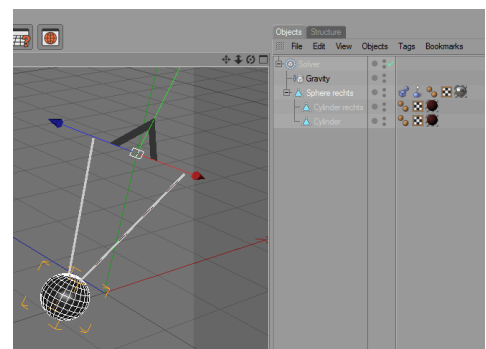 Objects Structure
File Edit View Objects Tags Bookmarks
Solver
Gravity
Sphere rechts
Cylinder rechts
Cylinder